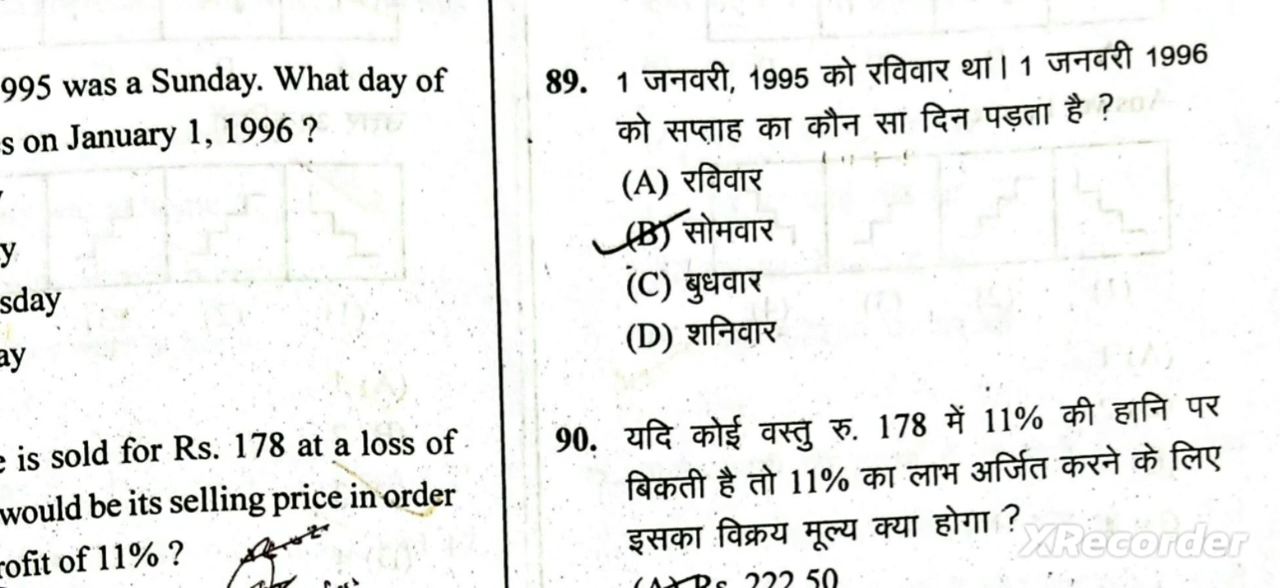 995 was a Sunday. What day of
s on January 1, 1996 ?
y
sday
ay
is sold for Rs. 178 at a loss of
would be its selling price in order
rofit of 11% ?
89. 1 जनवरी, 1995 को रविवार था। 1 जनवरी 1996
को सप्ताह का कौन सा दिन पड़ता है ?
(A) रविवार
(B) सोमवार
(C) बुधवार
(D) शनिवार
90. यदि कोई वस्तु रु. 178 में 11% की हानि पर
बिकती है तो 11% का लाभ अर्जित करने के लिए
इसका विक्रय मूल्य क्या होगा ?
(A) Rs. 222.50
XRecorder